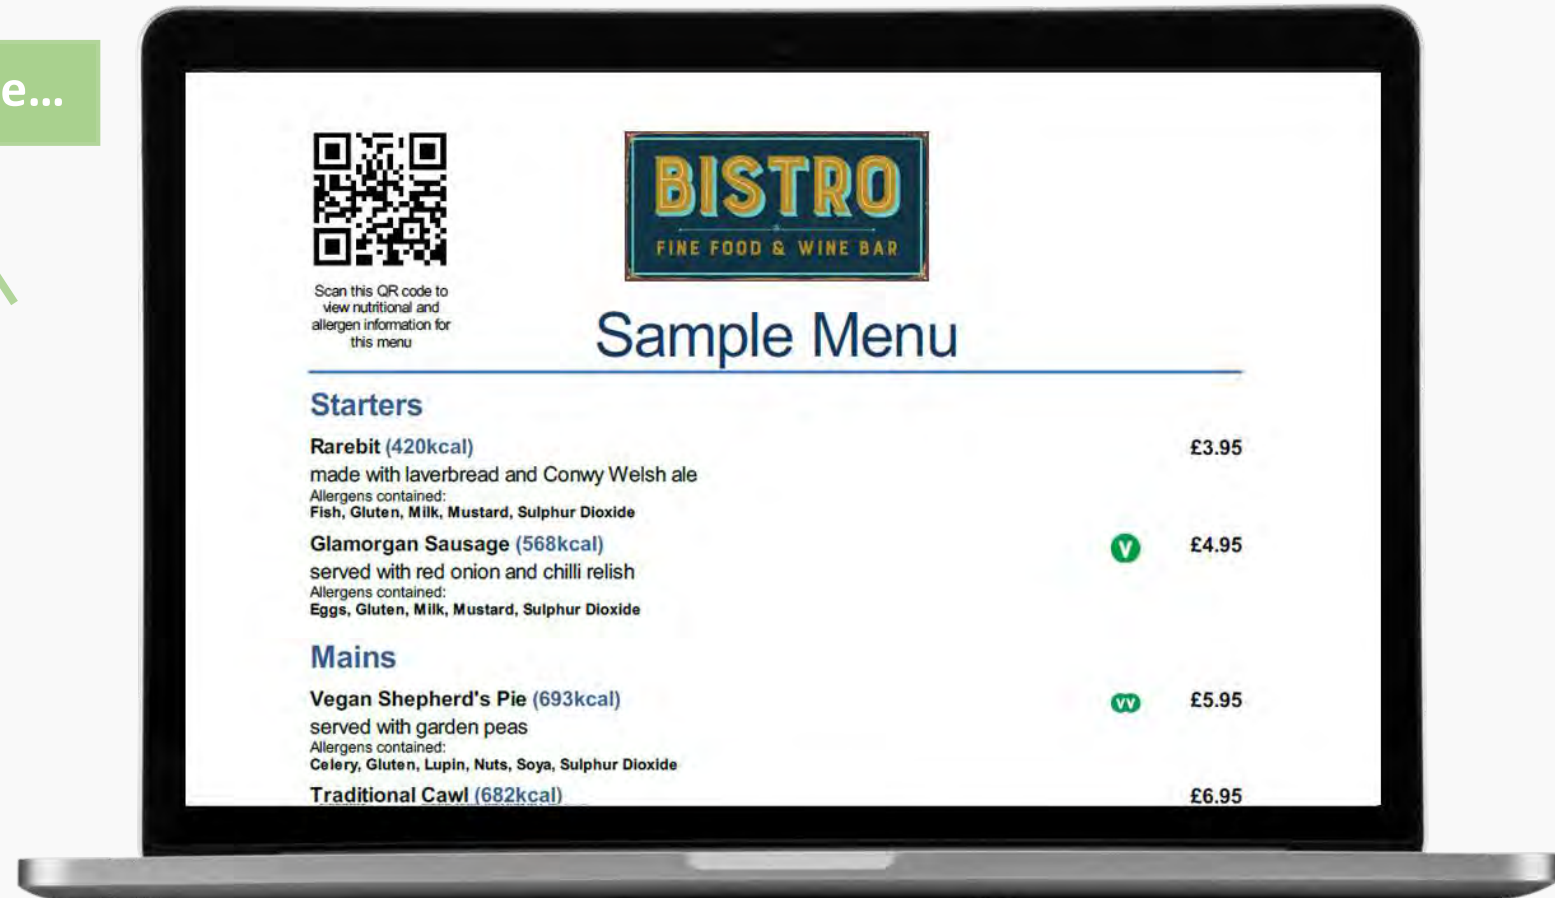 e...
BISTRO
FINE FOOD & WINE BAR
Scan this QR code to
view nutritional and
allergen information for
this menu
Sample Menu
Starters
Rarebit (420kcal)
£3.95
made with laverbread and Conwy Welsh ale
Allergens contained:
Fish, Gluten, Milk, Mustard, Sulphur Dioxide
Glamorgan Sausage (568kcal)
V
£4.95
served with red onion and chilli relish
Allergens contained:
Eggs, Gluten, Milk, Mustard, Sulphur Dioxide
Mains
Vegan Shepherd's Pie (693kcal)
VV
£5.95
served with garden peas
Allergens contained:
Celery, Gluten, Lupin, Nuts, Soya, Sulphur Dioxide
Traditional Cawl (682kcal)
£6.95